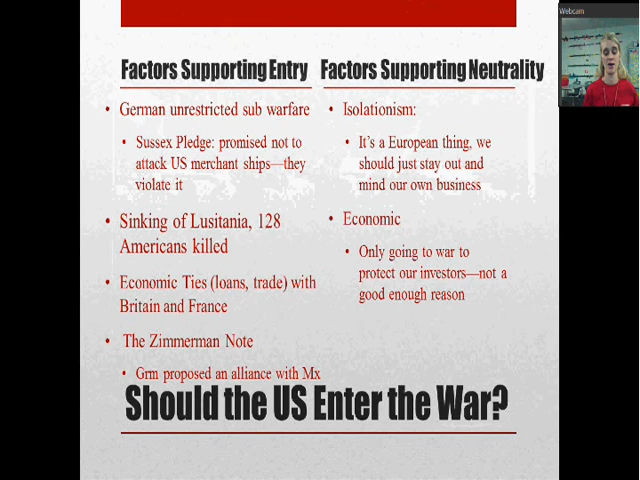 Webcam
Factors Supporting Entry
• German unrestricted sub warfare
• Sussex Pledge: promised not to
attack US merchant ships—they
violate it
• Sinking of Lusitania, 128
Americans killed
• Economic Ties (loans, trade) with
Britain and France
• The Zimmerman Note
• Grm proposed an alliance with Mx
Factors Supporting Neutrality
• Isolationism:
• It's a European thing, we
should just stay out and
mind our own business
• Economic
• Only going to war to
protect our investors—not a
good enough reason
Should the US Enter the War?